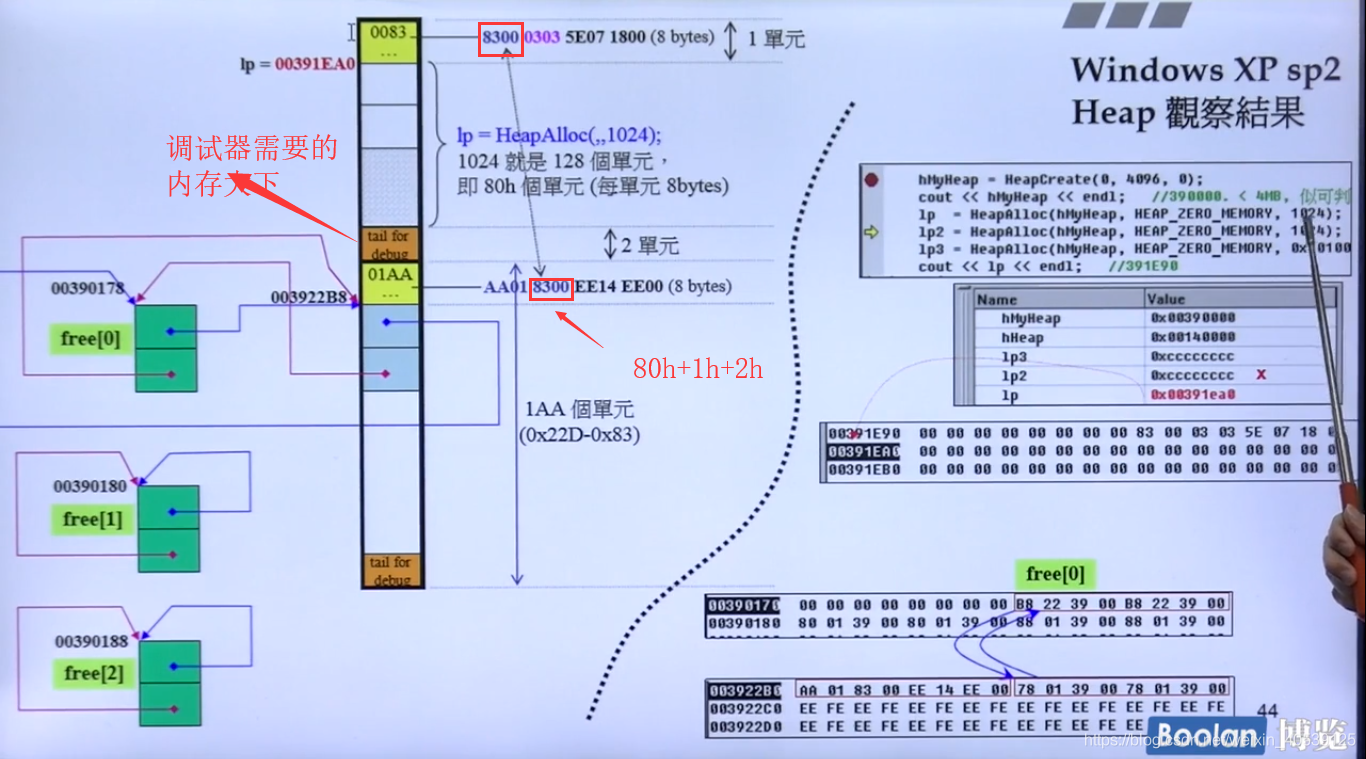 Windows XP sp2
Heap 觀察結果
0083
...
8300 0303 5E07 1800 (8 bytes)
1 單元
lp = 00391EA0
lp = HeapAlloc(,,1024);
1024 就是 128 個單元，
即 80h 個單元 (每單元 8bytes)
调试器需要的
内存大下
tail for
debug
2 單元
01AA
...
AA01 8300 EE14 EE00 (8 bytes)
80h+1h+2h
00390178
free[0]
003922B8
1AA 個單元
(0x22D-0x83)
00390180
free[1]
tail for
debug
00390188
free[2]
hMyHeap = HeapCreate(0, 4096, 0);
cout << hMyHeap << endl; //390000. < 4MB, 似可判
lp = HeapAlloc(hMyHeap, HEAP_ZERO_MEMORY, 1024);
lp2 = HeapAlloc(hMyHeap, HEAP_ZERO_MEMORY, 1024);
lp3 = HeapAlloc(hMyHeap, HEAP_ZERO_MEMORY,
cout << lp << endl; //391E90
Name Value
hMyHeap 0x00390000
hHeap 0x00140000
lp3 0xcccccccc
lp2 0xcccccccc X
lp 0x00391ea0
00391E90 00 00 00 00 00 00 00 00 83 00 03 03 5E 07 18
00391EA0 00 00 00 00 00 00 00 00 00 00 00 00 00 00 00
00391EB0 00 00 00 00 00 00 00 00 00 00 00 00 00 00 00
free[0]
00390170 00 00 00 00 00 00 00 00 B8 22 39 00 B8 22 39 00
00390180 80 01 39 00 80 01 39 00 88 01 39 00 88 01 39 00
003922B0 AA 01 83 00 EE 14 EE 00 78 01 39 00 78 01 39 00
003922C0 EE FE EE FE EE FE EE FE EE FE EE FE EE FE EE FE
003922D0 EE FE EE FE EE FE EE FE EE FE EE FE EE
44
Boolan 博览